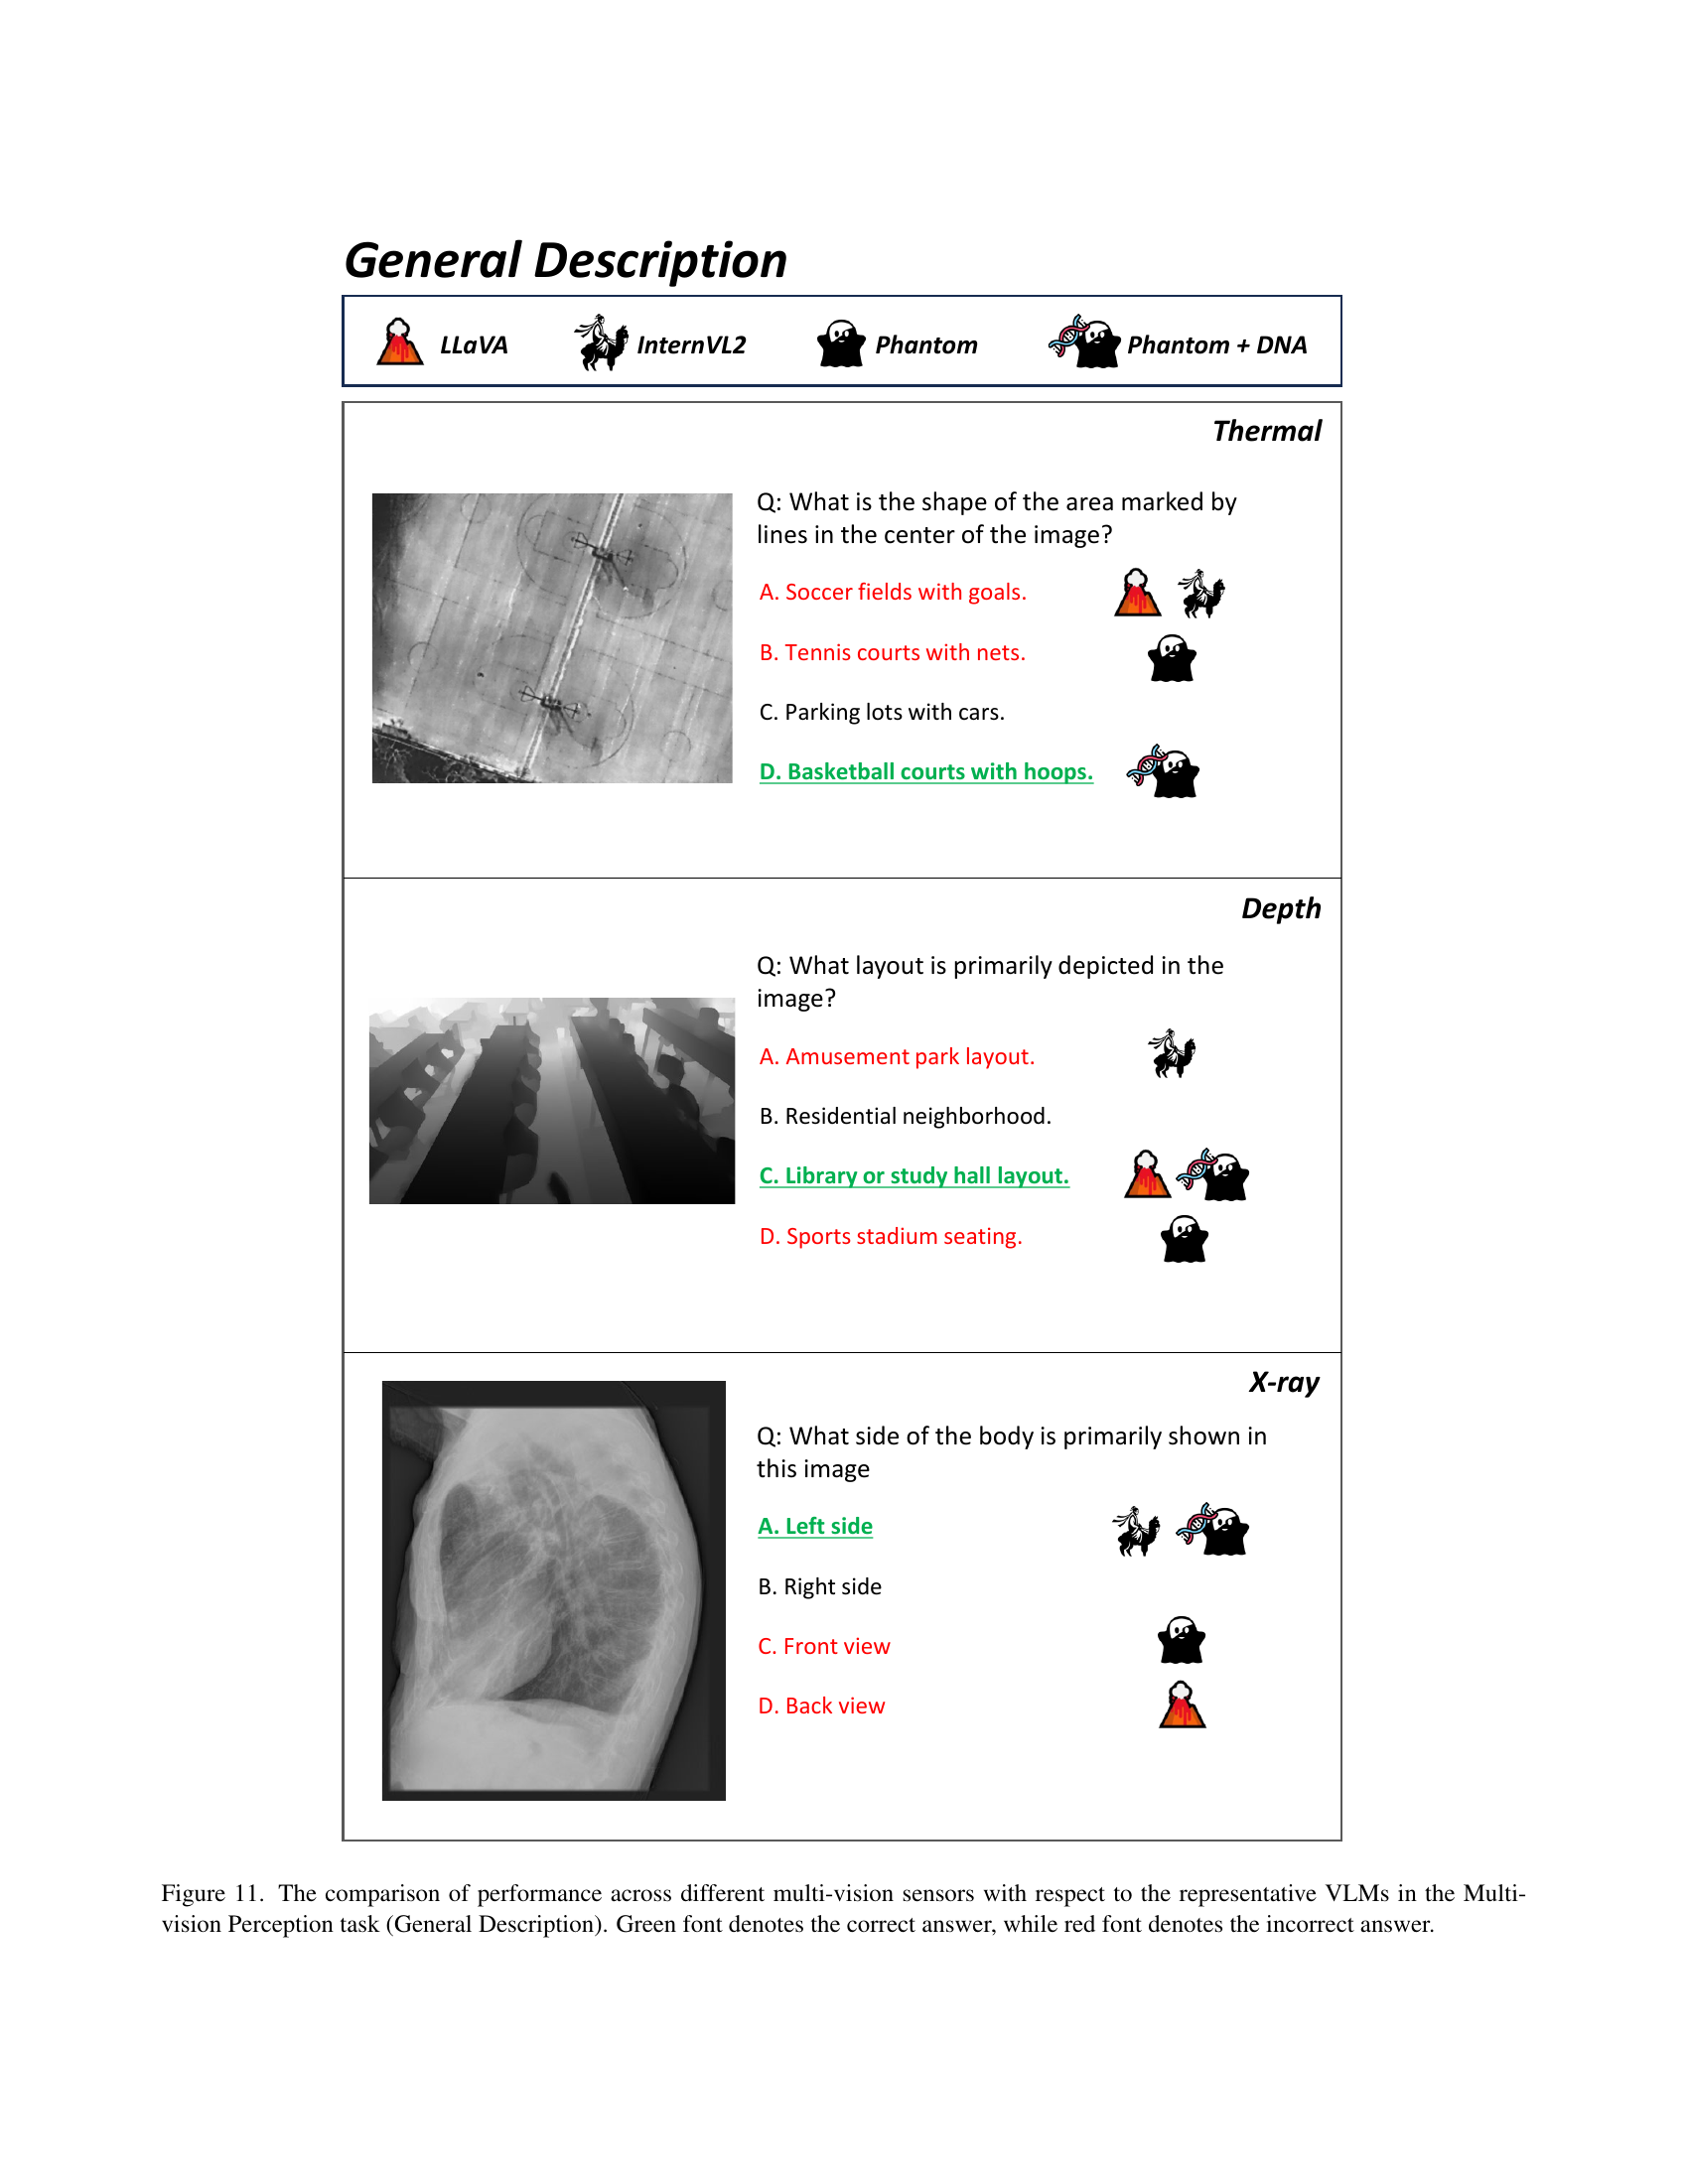 General Description
LLaVA InternVL2 Phantom Phantom + DNA
Thermal
Q: What is the shape of the area marked by
lines in the center of the image?
A. Soccer fields with goals.
B. Tennis courts with nets.
C. Parking lots with cars.
D. Basketball courts with hoops.
Depth
Q: What layout is primarily depicted in the
image?
A. Amusement park layout.
B. Residential neighborhood.
C. Library or study hall layout.
D. Sports stadium seating.
X-ray
Q: What side of the body is primarily shown in
this image
A. Left side
B. Right side
C. Front view
D. Back view
Figure 11. The comparison of performance across different multi-vision sensors with respect to the representative VLMs in the Multi-
vision Perception task (General Description). Green font denotes the correct answer, while red font denotes the incorrect answer.